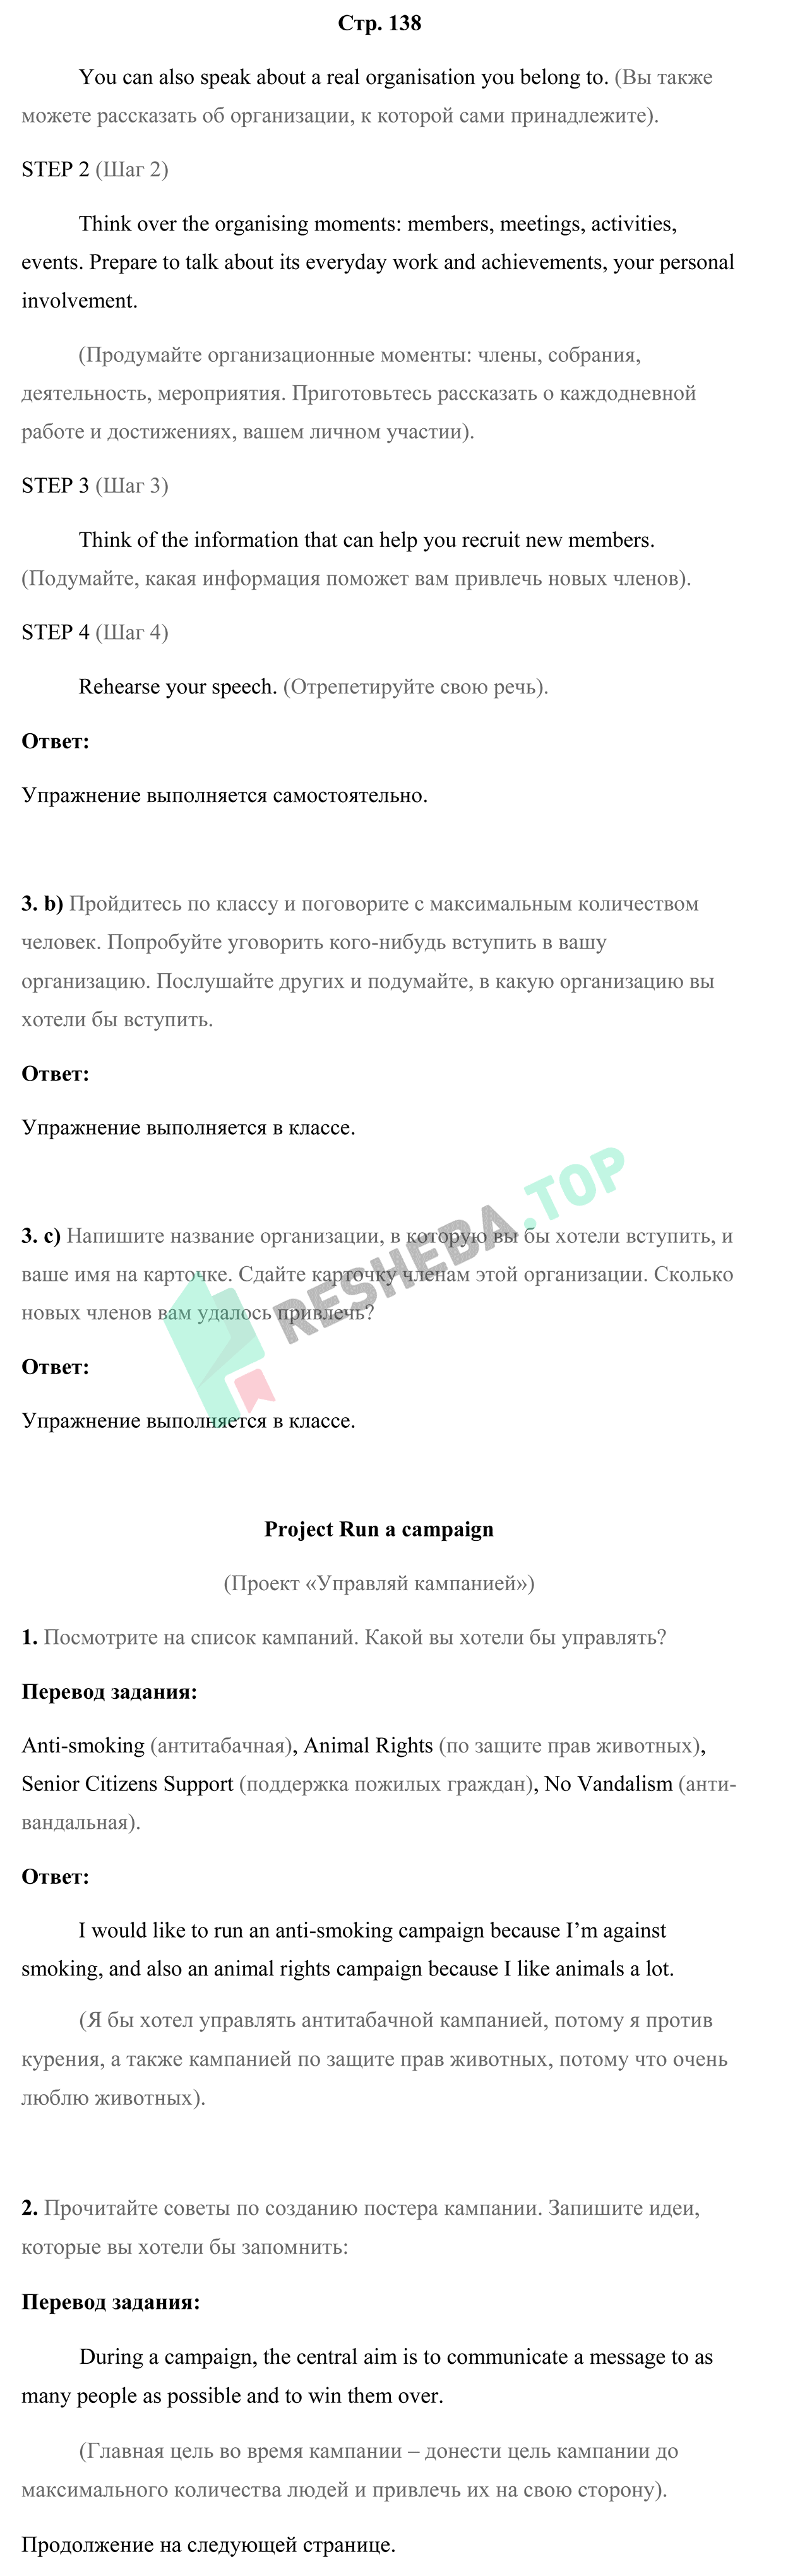 Стр. 138
You can also speak about a real organisation you belong to. (Вы также
можете рассказать об организации, к которой сами принадлежите).
STEP 2 (Шаг 2)
Think over the organising moments: members, meetings, activities,
events. Prepare to talk about its everyday work and achievements, your personal
involvement.
(Продумайте организационные моменты: члены, собрания,
деятельность, мероприятия. Приготовьтесь рассказать о каждодневной
работе и достижениях, вашем личном участии).
STEP 3 (Шаг 3)
Think of the information that can help you recruit new members.
(Подумайте, какая информация поможет вам привлечь новых членов).
STEP 4 (Шаг 4)
Rehearse your speech. (Отрепетируйте свою речь).
Ответ:
Упражнение выполняется самостоятельно.
3. b) Пройдитесь по классу и поговорите с максимальным количеством
человек. Попробуйте уговорить кого-нибудь вступить в вашу
организацию. Послушайте других и подумайте, в какую организацию вы
хотели бы вступить.
Ответ:
Упражнение выполняется в классе.
3. c) Напишите название организации, в которую вы бы хотели вступить, и
ваше имя на карточке. Сдайте карточку членам этой организации. Сколько
новых членов вам удалось привлечь?
RESHEBA.TOP
Ответ:
Упражнение выполняется в классе.
Project Run a campaign
(Проект «Управляй кампанией»)
1. Посмотрите на список кампаний. Какой вы хотели бы управлять?
Перевод задания:
Anti-smoking (антитабачная), Animal Rights (по защите прав животных),
Senior Citizens Support (поддержка пожилых граждан), No Vandalism (анти-
вандальная).
Ответ:
I would like to run an anti-smoking campaign because I’m against
smoking, and also an animal rights campaign because I like animals a lot.
(Я бы хотел управлять антитабачной кампанией, потому я против
курения, а также кампанией по защите прав животных, потому что очень
люблю животных).
2. Прочитайте советы по созданию постера кампании. Запишите идеи,
которые вы хотели бы запомнить:
Перевод задания:
During a campaign, the central aim is to communicate a message to as
many people as possible and to win them over.
(Главная цель во время кампании – донести цель кампании до
максимального количества людей и привлечь их на свою сторону).
Продолжение на следующей странице.